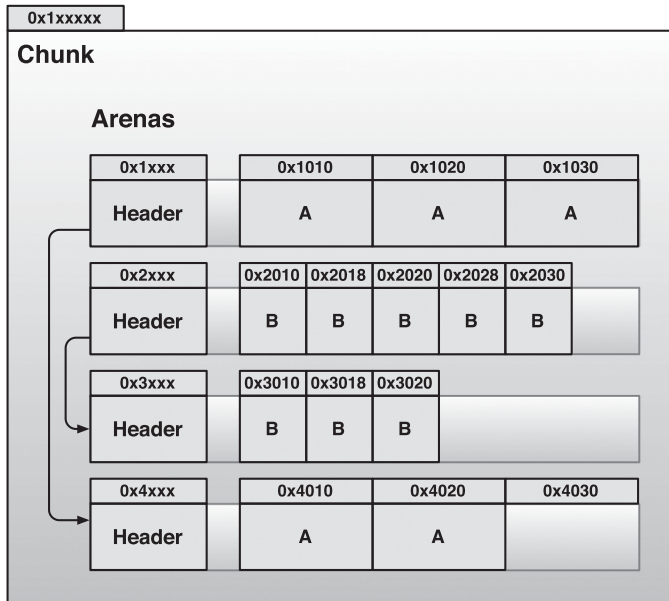 0x1xxxxx
Chunk
Arenas
0x1xxx 0x1010 0x1020 0x1030
Header A A A
0x2xxx 0x2010 0x2018 0x2020 0x2028 0x2030
Header B B B B B
0x3xxx 0x3010 0x3018 0x3020
Header B B B
0x4xxx 0x4010 0x4020 0x4030
Header A A